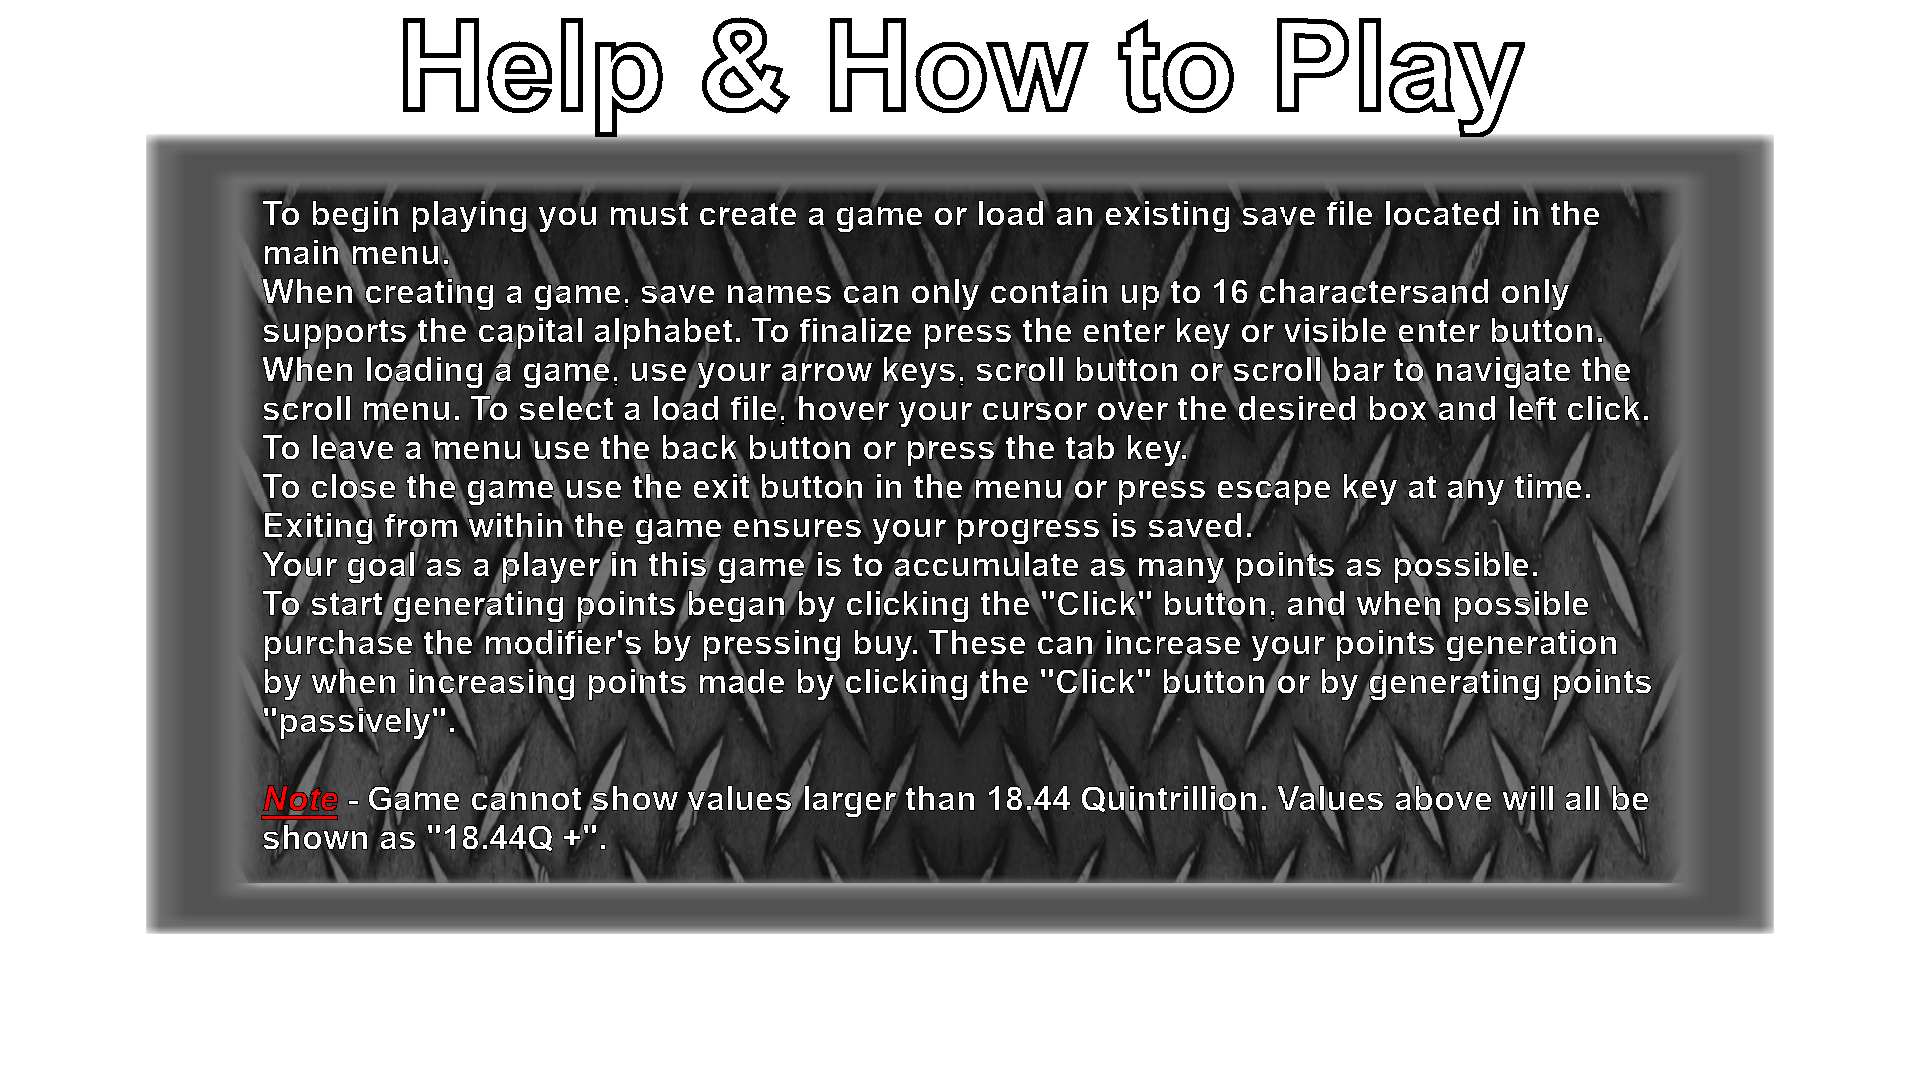 Help & How to Play
To begin playing you must create a game or load an existing save file located in the
main menu.
When creating a game, save names can only contain up to 16 charactersand only
supports the capital alphabet. To finalize press the enter key or visible enter button.
When loading a game, use your arrow keys, scroll button or scroll bar to navigate the
scroll menu. To select a load file, hover your cursor over the desired box and left click.
To leave a menu use the back button or press the tab key.
To close the game use the exit button in the menu or press escape key at any time.
Exiting from within the game ensures your progress is saved.
Your goal as a player in this game is to accumulate as many points as possible.
To start generating points began by clicking the "Click" button, and when possible
purchase the modifier's by pressing buy. These can increase your points generation
by when increasing points made by clicking the "Click" button or by generating points
"passively".
Note - Game cannot show values larger than 18.44 Quintrillion. Values above will all be
shown as "18.44Q +".